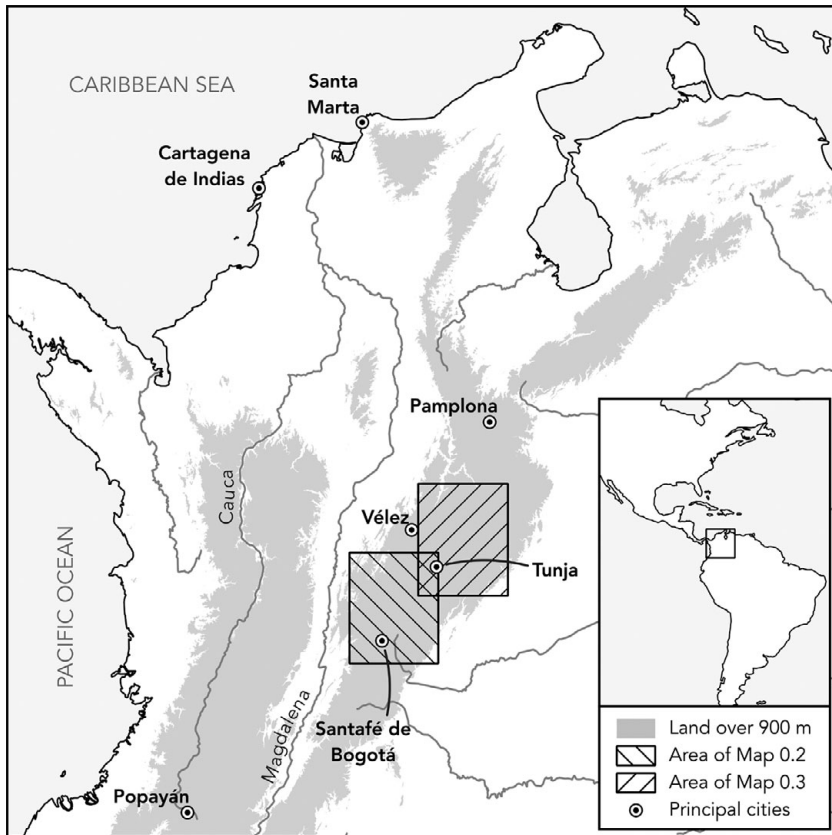 CARIBBEAN SEA
Santa
Marta
Cartagena
de Indias
Pamplona
Cauca
Vélez
Tunja
PACIFIC OCEAN
Magdalena
Santafé de
Bogotá
Popayán
Land over 900 m
Area of Map 0.2
Area of Map 0.3
Principal cities